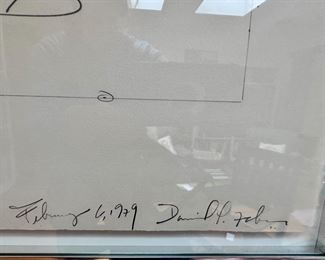 February 6, 1979 David P.